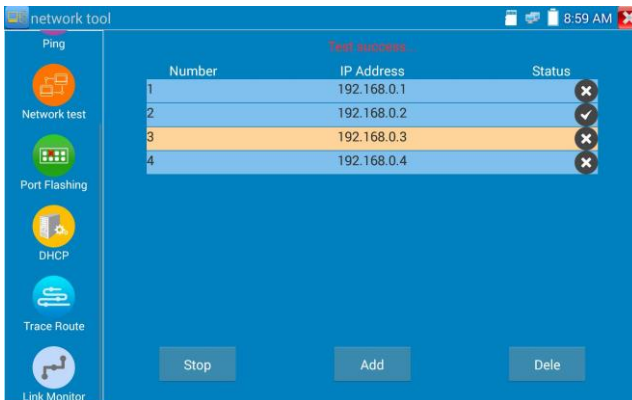 network tool
8:59 AM
Ping
Network test
Port Flashing
DHCP
Trace Route
Link Monitor
Test success...
Number IP Address Status
1 192.168.0.1
2 192.168.0.2
3 192.168.0.3
4 192.168.0.4
Stop Add Dele